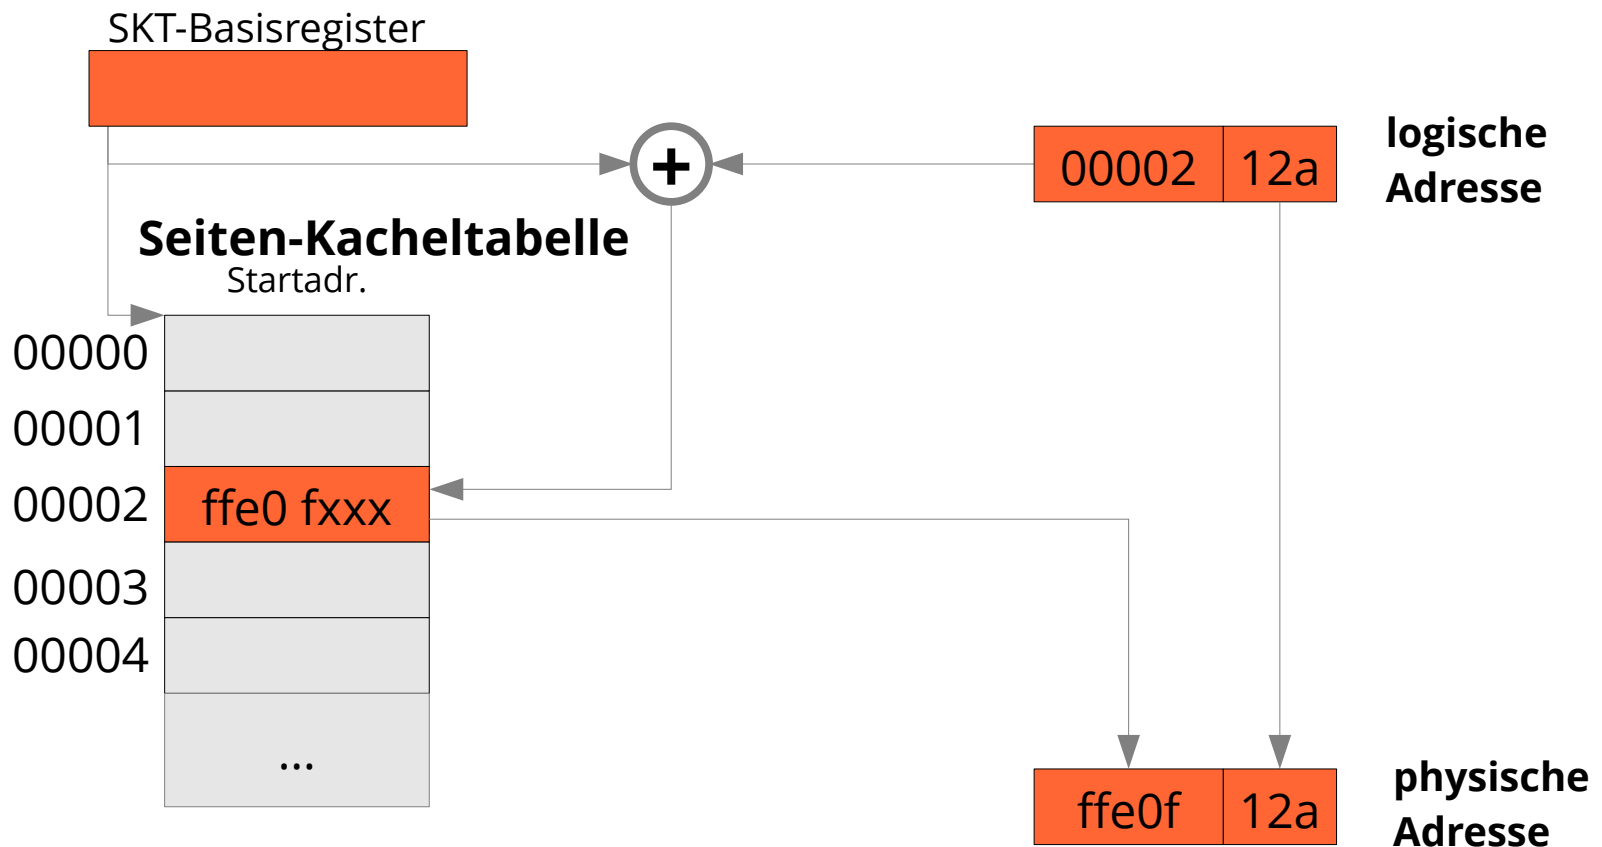 SKT-Basisregister
+
00002 12a
logische
Adresse
Seiten-Kacheltabelle
Startadr.
00000
00001
00002 ffe0 fxxx
00003
00004
...
ffe0f 12a
physische
Adresse